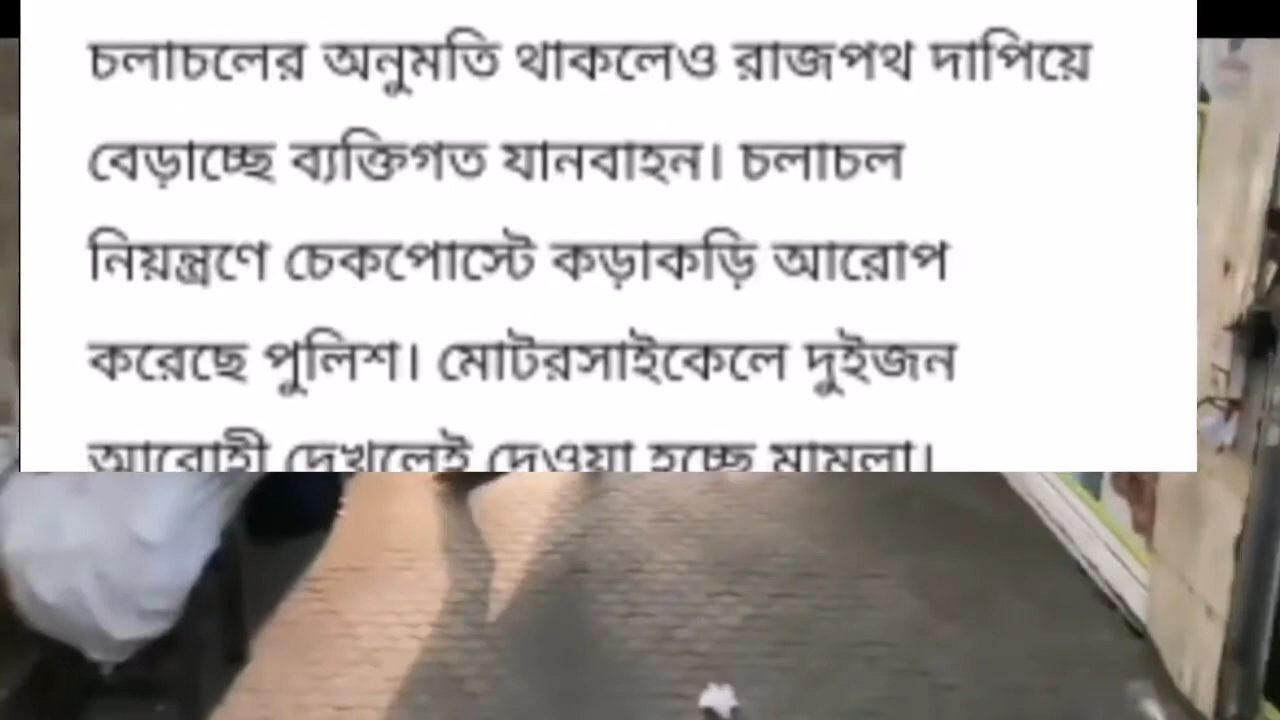 চলাচলের অনুমতি থাকলেও রাজপথ দাপিয়ে
বেড়াচ্ছে ব্যক্তিগত যানবাহন। চলাচল
নিয়ন্ত্রণে চেকপোস্টে কড়াকড়ি আরোপ
করেছে পুলিশ। মোটরসাইকেলে দুইজন
আরোহী দেখলেই দেওয়া হচ্ছে মামলা।